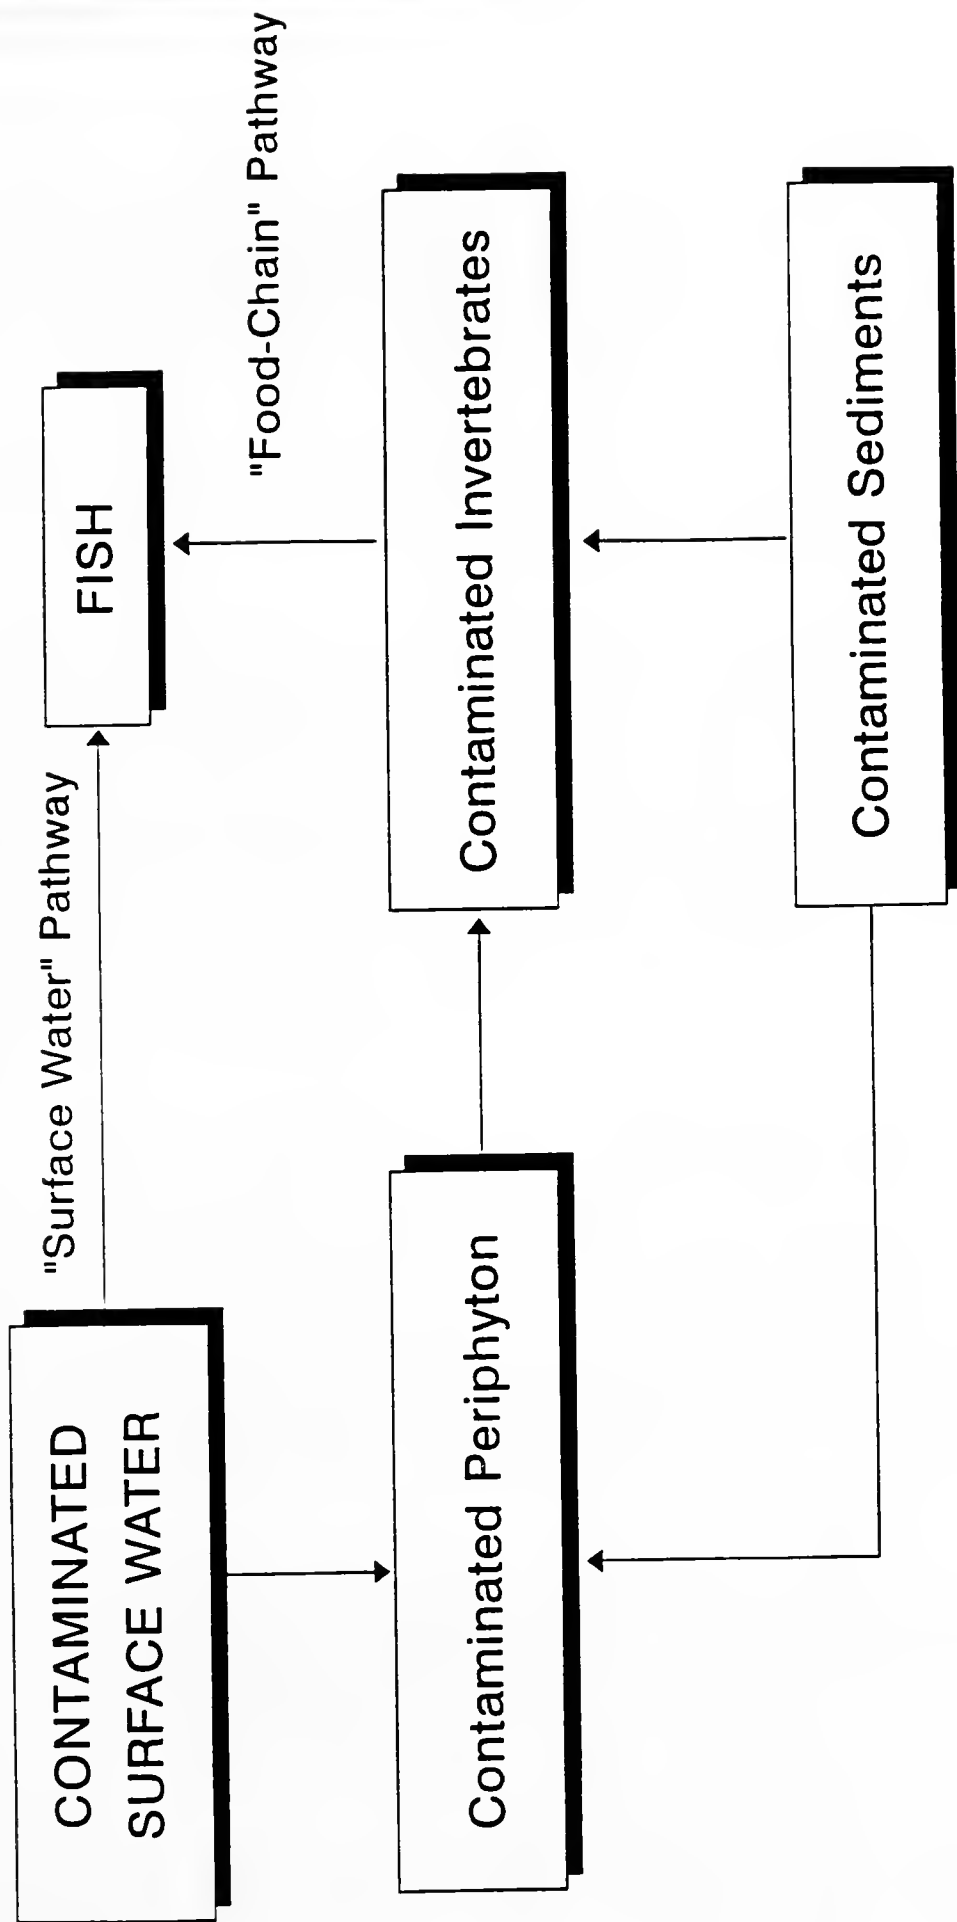 CONTAMINATED
SURFACE WATER
"Surface Water" Pathway
FISH
"Food-Chain" Pathway
Contaminated Periphyton
Contaminated Invertebrates
Contaminated Sediments